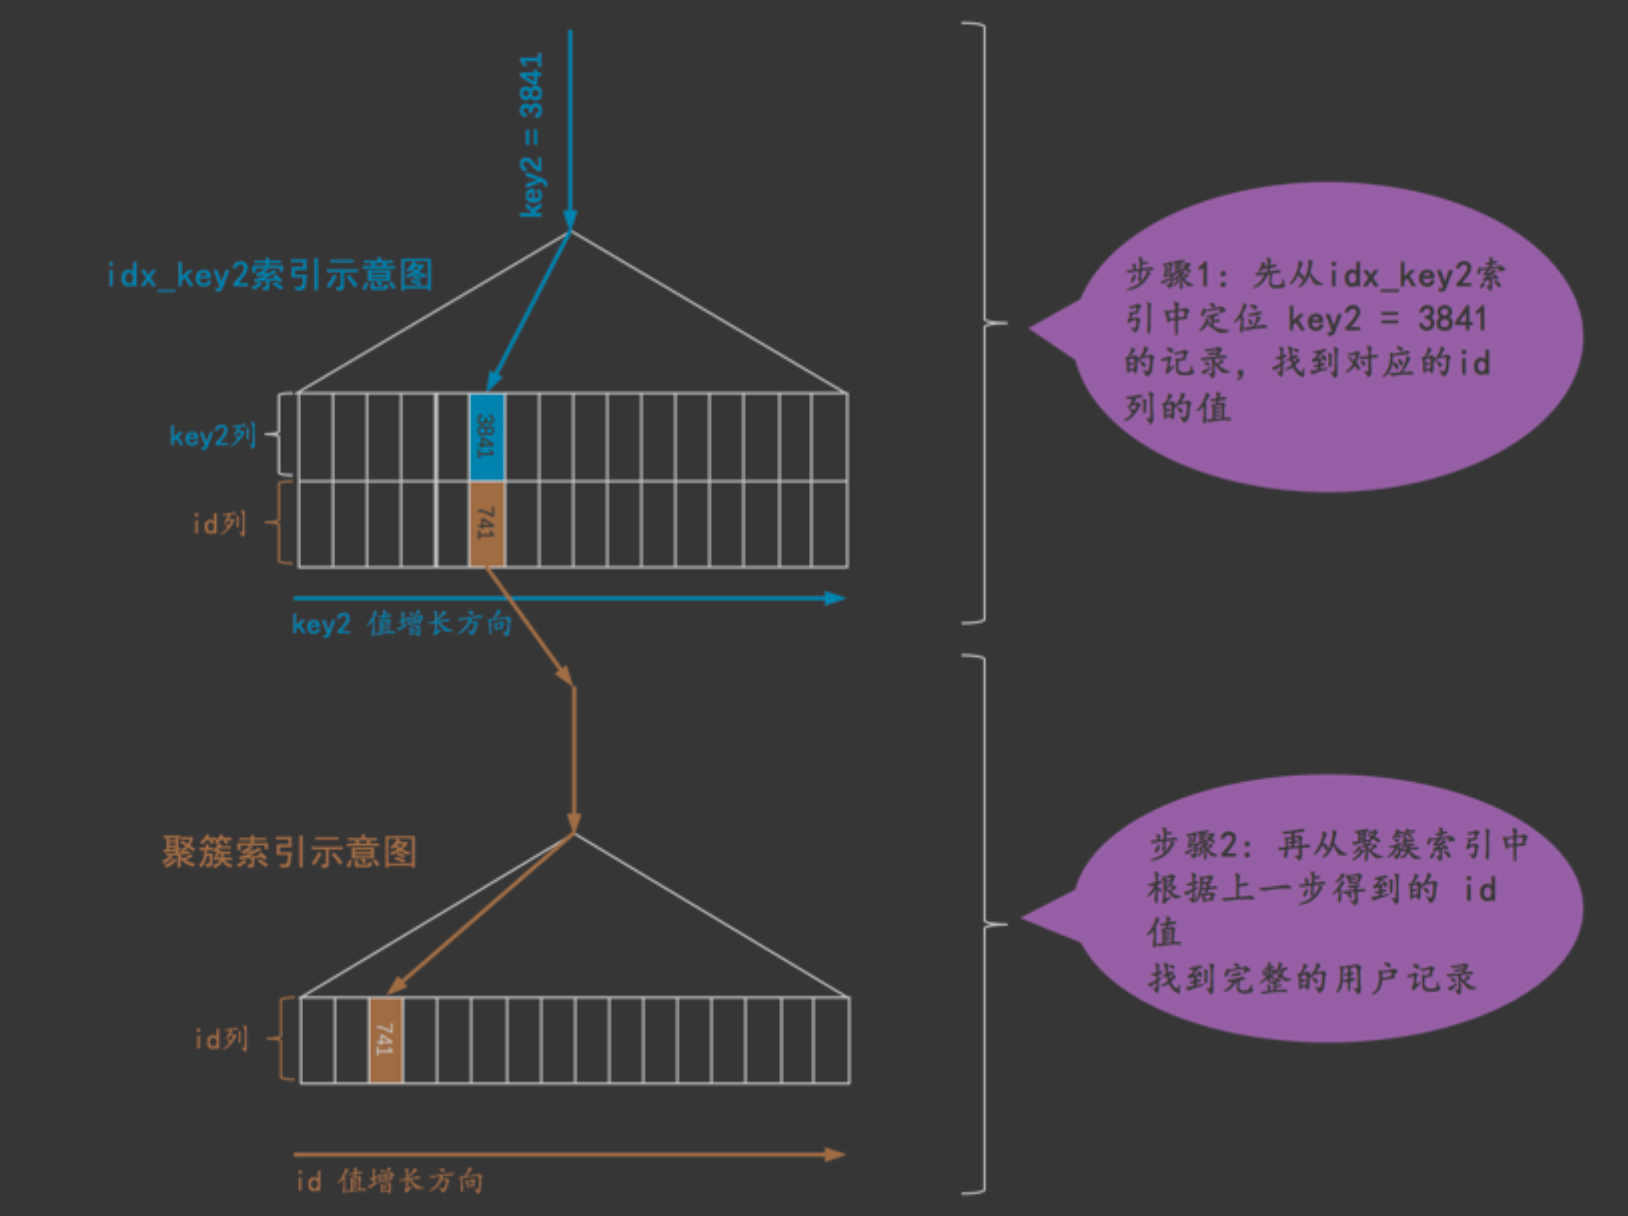 key2 = 3841
idx_key2索引示意图
步骤1: 先从idx_key2索
引中定位 key2 = 3841
的记录，找到对应的id
列的值
key2列
3841
id列
741
key2 值增长方向
聚簇索引示意图
步骤2: 再从聚簇索引中
根据上一步得到的 id
值
找到完整的用户记录
id列
741
id 值增长方向